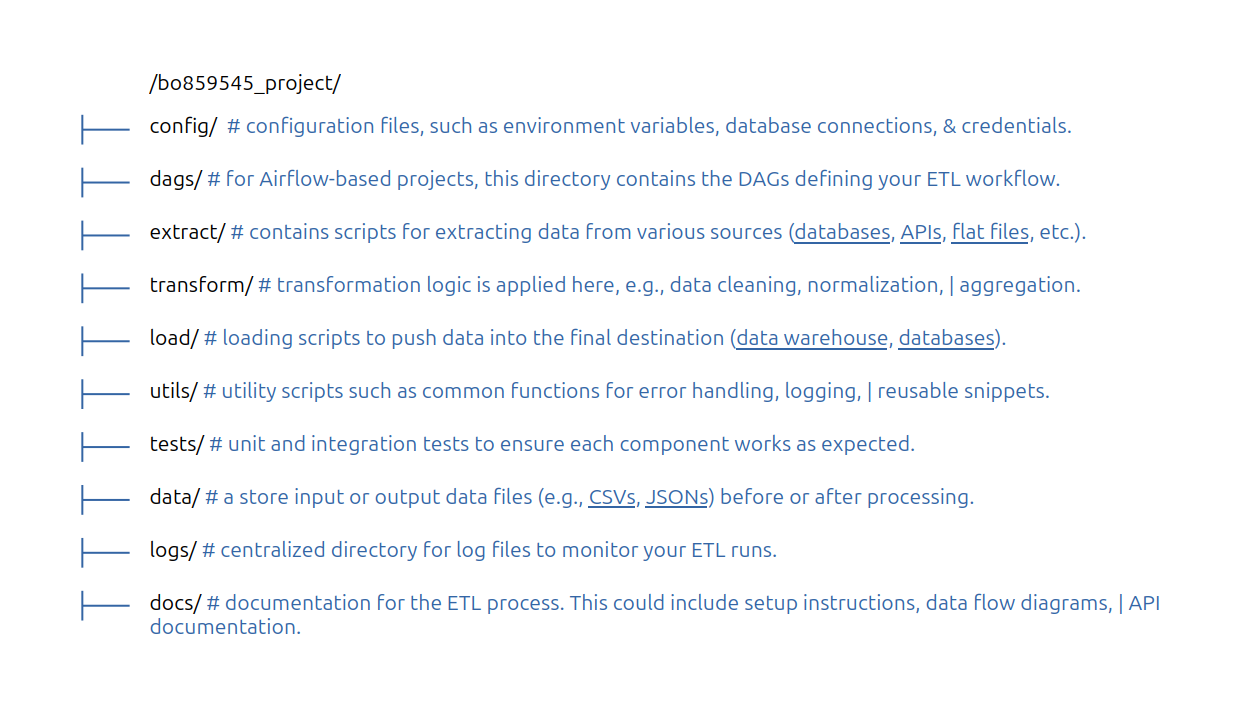 /bo859545_project/
config/ # configuration files, such as environment variables, database connections, & credentials.
dags/ # for Airflow-based projects, this directory contains the DAGs defining your ETL workflow.
extract/ # contains scripts for extracting data from various sources (databases, APIs, flat files, etc.).
transform/ # transformation logic is applied here, e.g., data cleaning, normalization, | aggregation.
load/ # loading scripts to push data into the final destination (data warehouse, databases).
utils/ # utility scripts such as common functions for error handling, logging, | reusable snippets.
tests/ # unit and integration tests to ensure each component works as expected.
data/ # a store input or output data files (e.g., CSVs, JSONs) before or after processing.
logs/ # centralized directory for log files to monitor your ETL runs.
docs/ # documentation for the ETL process. This could include setup instructions, data flow diagrams, | API
documentation.